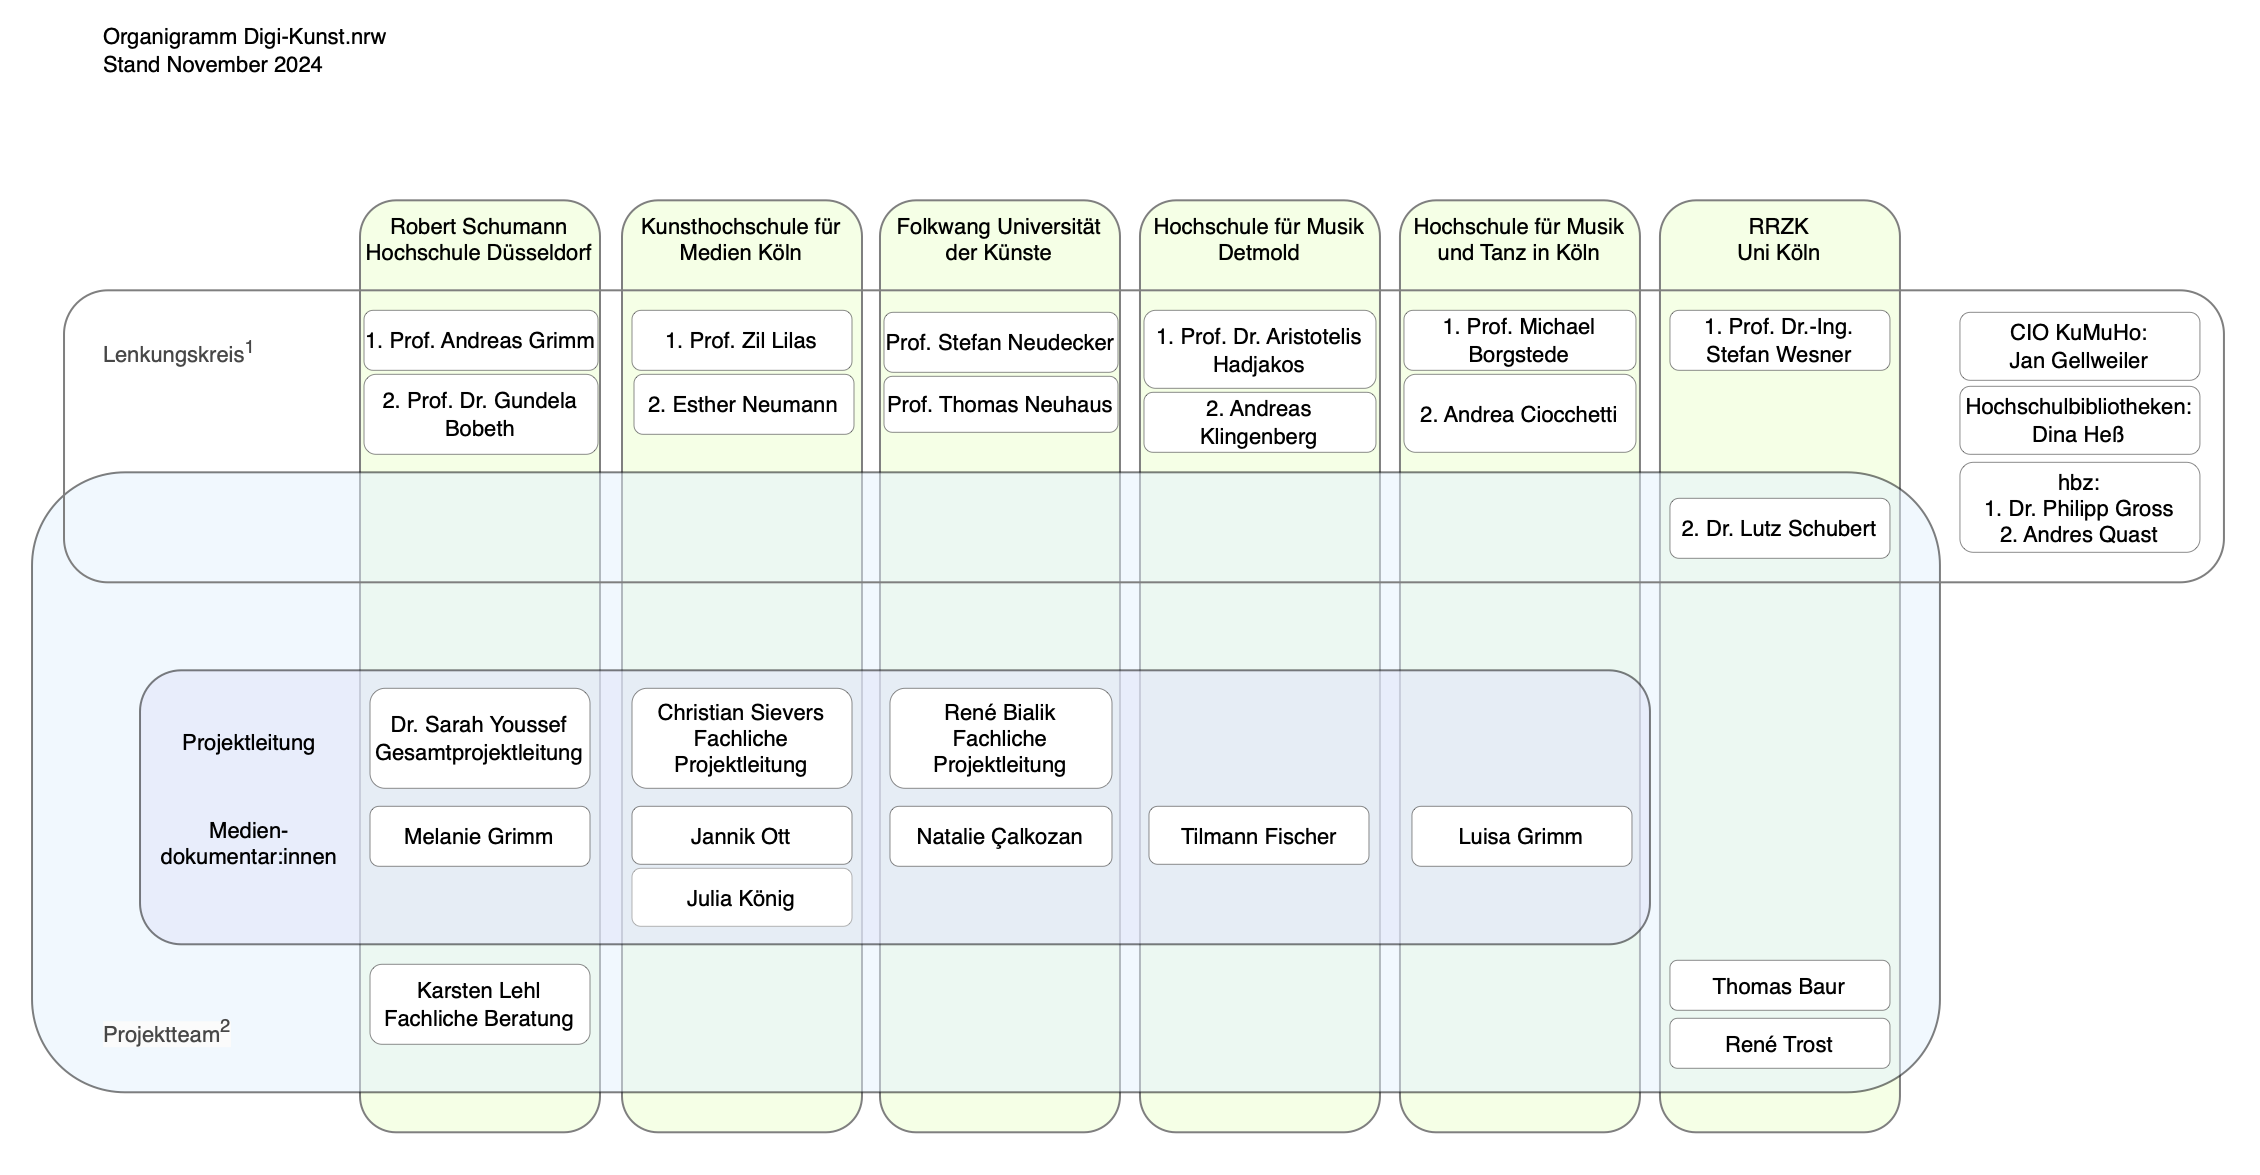 Organigramm Digi-Kunst.nrw
Stand November 2024
Robert Schumann
Hochschule Düsseldorf
Kunsthochschule für
Medien Köln
Folkwang Universität
der Künste
Hochschule für Musik
Detmold
Hochschule für Musik
und Tanz in Köln
RRZK
Uni Köln
Lenkungskreis1
1. Prof. Andreas Grimm
2. Prof. Dr. Gundela
Bobeth
1. Prof. Zil Lilas
2. Esther Neumann
Prof. Stefan Neudecker
Prof. Thomas Neuhaus
1. Prof. Dr. Aristotelis
Hadjakos
2. Andreas
Klingenberg
1. Prof. Michael
Borgstede
2. Andrea Ciocchetti
1. Prof. Dr.-Ing.
Stefan Wesner
2. Dr. Lutz Schubert
CIO KuMuHo:
Jan Gellweiler
Hochschulbibliotheken:
Dina Heß
hbz:
1. Dr. Philipp Gross
2. Andres Quast
Projektleitung
Dr. Sarah Youssef
Gesamtprojektleitung
Christian Sievers
Fachliche
Projektleitung
René Bialik
Fachliche
Projektleitung
Medien-
dokumentar:innen
Melanie Grimm
Jannik Ott
Julia König
Natalie Çalkozan
Tilmann Fischer
Luisa Grimm
Projektteam2
Karsten Lehl
Fachliche Beratung
Thomas Baur
René Trost